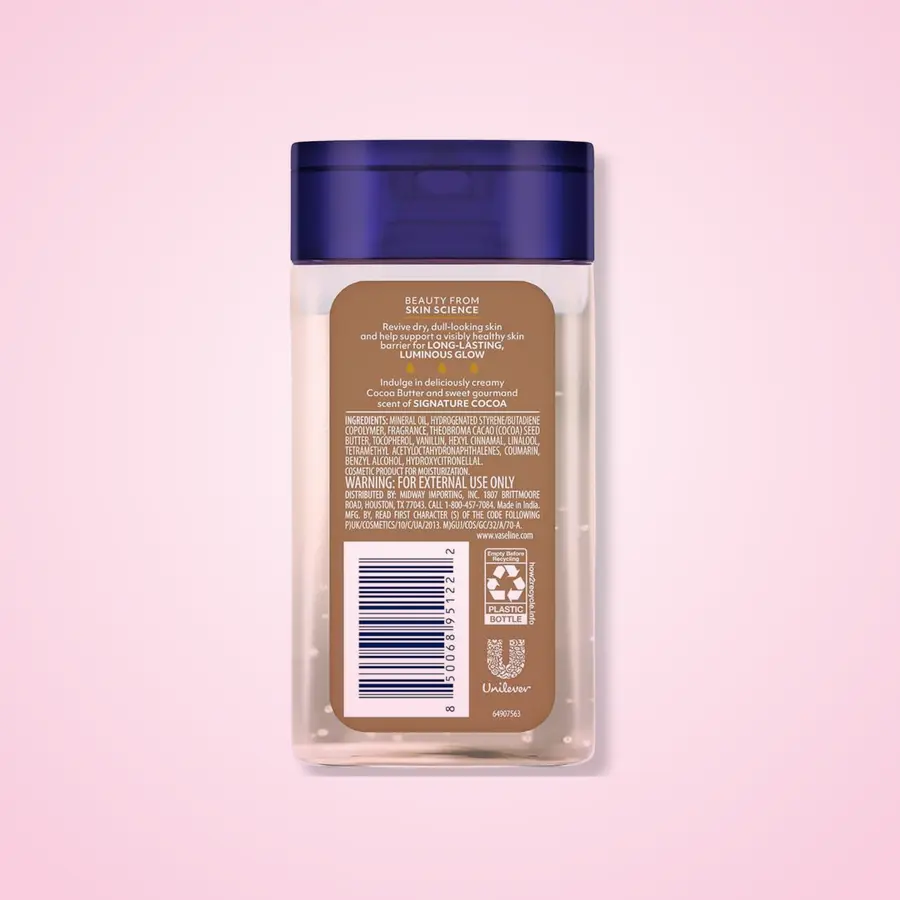 BEAUTY FROM
SKIN SCIENCE
Revive dry, dull-looking skin
and help support a visibly healthy skin
barrier for LONG-LASTING,
LUMINOUS GLOW
Indulge in deliciously creamy
Cocoa Butter and sweet gourmand
scent of SIGNATURE COCOA
INGREDIENTS: MINERAL OIL, HYDROGENATED STYRENE/BUTADIENE
COPOLYMER, FRAGRANCE, THEOBROMA CACAO (COCOA) SEED
BUTTER, TOCOPHEROL, VANILLIN, HEXYL CINNAMAL, LINALOOL,
TETRAMETHYL ACETYLOCTAHYDRONAPHTHALENES, COUMARIN,
BENZYL ALCOHOL, HYDROXYCITRONELLAL.
COSMETIC PRODUCT FOR MOISTURIZATION.
WARNING: FOR EXTERNAL USE ONLY
DISTRIBUTED BY: MIDWAY IMPORTING, INC. 1807 BRITTMOORE
ROAD, HOUSTON, TX 77043. CALL 1-800-457-7084. Made in India.
MFG. BY, READ FIRST CHARACTER (S) OF THE CODE FOLLOWING
P)UK/COSMETICS/10/C/UA/2013. M)GUJ/COS/GC/32/A/70-A.
www.vaseline.com
8 50068 95122 2
Empty Before
Recycling
PLASTIC
BOTTLE
how2recycle.info
Unilever
64907563